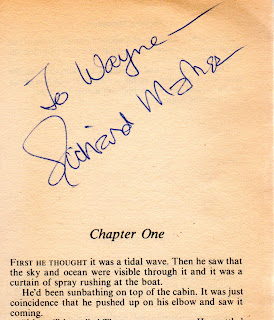 To Wayne—
Richard Matheson
Chapter One
FIRST HE THOUGHT it was a tidal wave. Then he saw that
the sky and ocean were visible through it and it was a
curtain of spray rushing at the boat.
He'd been sunbathing on top of the cabin. It was just
coincidence that he pushed up on his elbow and saw it
coming.